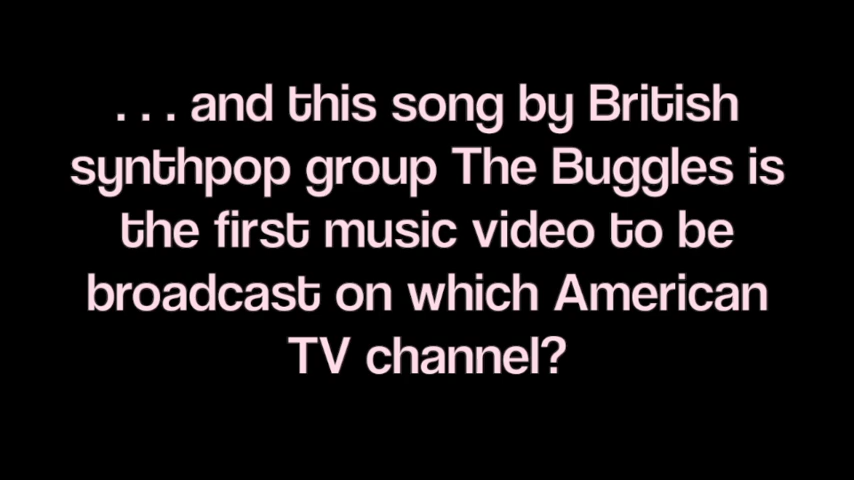 . . . and this song by British
synthpop group The Buggles is
the first music video to be
broadcast on which American
TV channel?